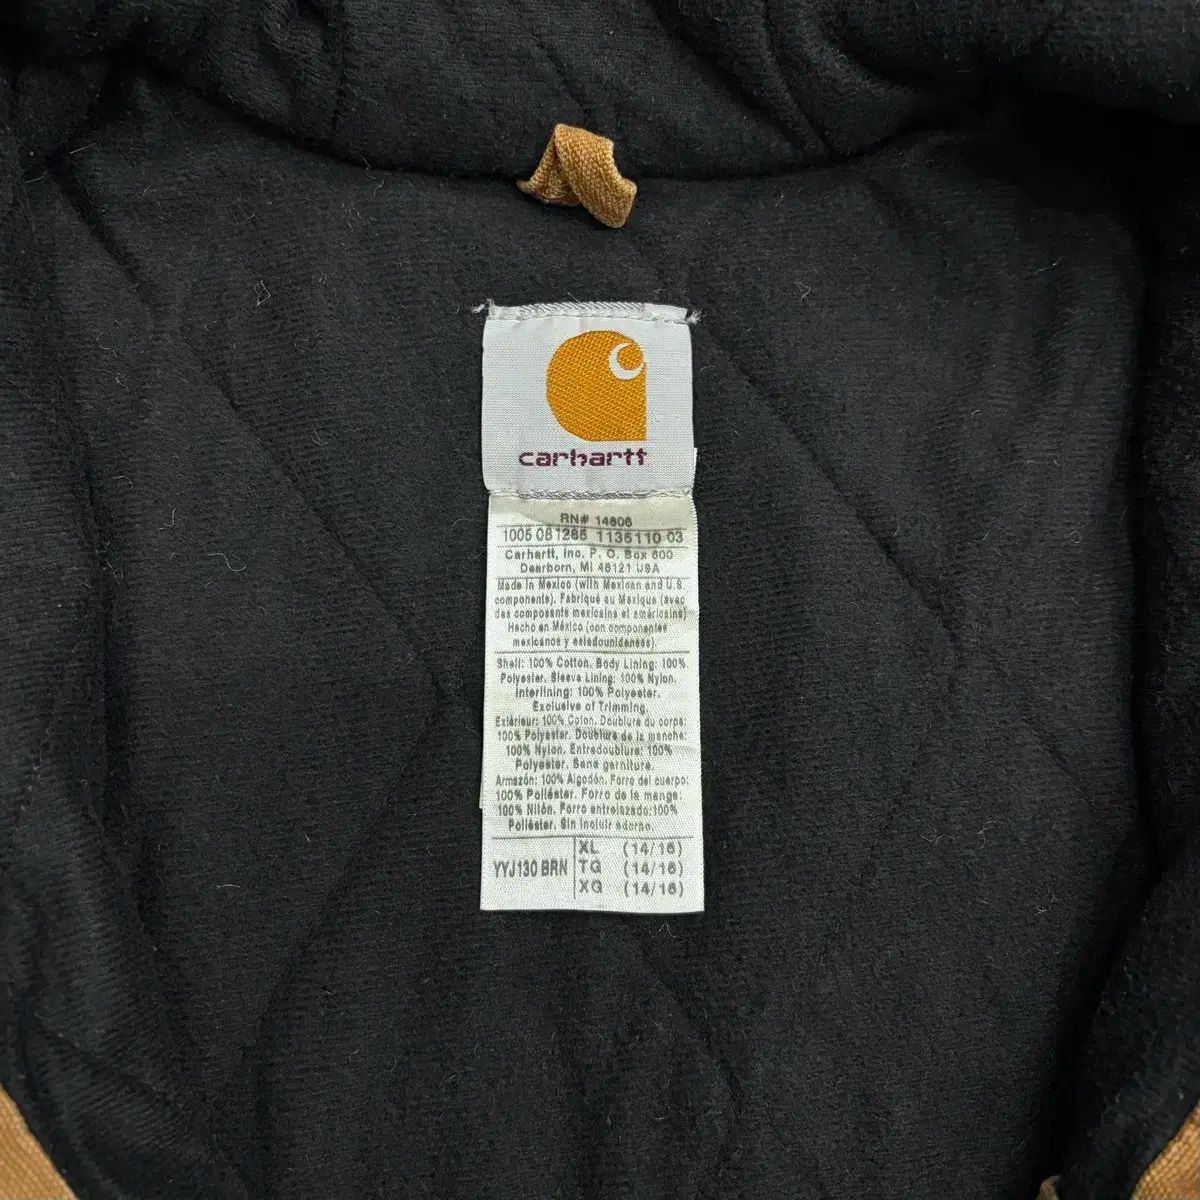 carhartt
RN# 14806
1005 08 1285 1135110 03
Carhartt, Inc. P. O. Box 600
Dearborn, MI 48121 USA
Made in Mexico (with Mexican and U.S.
components). Fabriqué au Mexique (avec
des composants mexicains et américains)
Hecho en México (con componentes
mexicanos y estadounidenses)
Shell: 100% Cotton. Body Lining: 100%
Polyester. Sleeve Lining: 100% Nylon.
Interlining: 100% Polyester.
Exclusive of Trimming.
Extérieur: 100% Coton. Doublure du corps:
100% Polyester. Doublure de la manche:
100% Nylon. Entredoublure: 100%
Polyester. Sans garniture.
Armazón: 100% Algodón. Forro del cuerpo:
100% Poliéster. Forro de la manga:
100% Nilón. Forro entrelazado:100%
Poliéster. Sin incluir adorno.
YYJ130 BRN
XL (14/16)
TG (14/16)
XG (14/16)